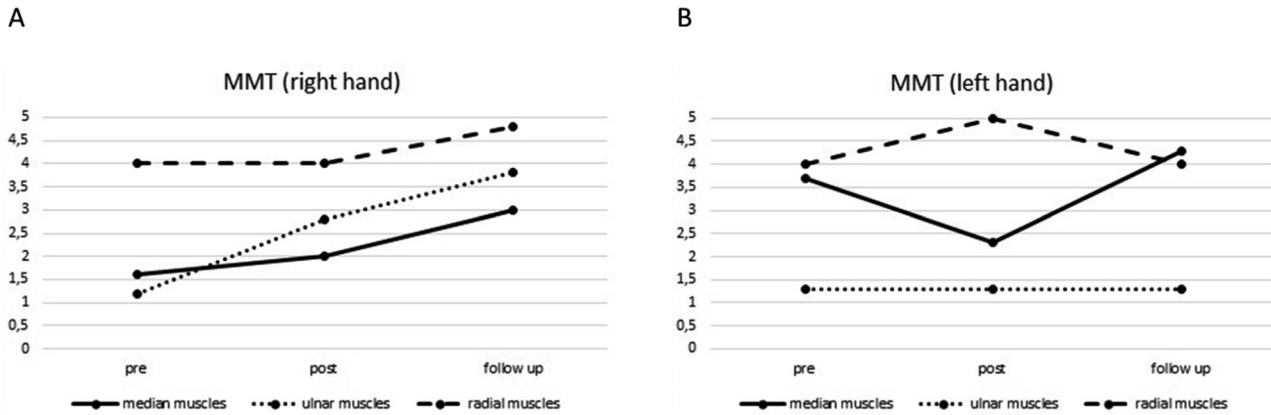 A
MMT (right hand)
5
4,5
4
3,5
3
2,5
2
1,5
1
0,5
0
pre post follow up
median muscles ulnar muscles radial muscles
B
MMT (left hand)
5
4,5
4
3,5
3
2,5
2
1,5
1
0,5
0
pre post follow up
median muscles ulnar muscles radial muscles